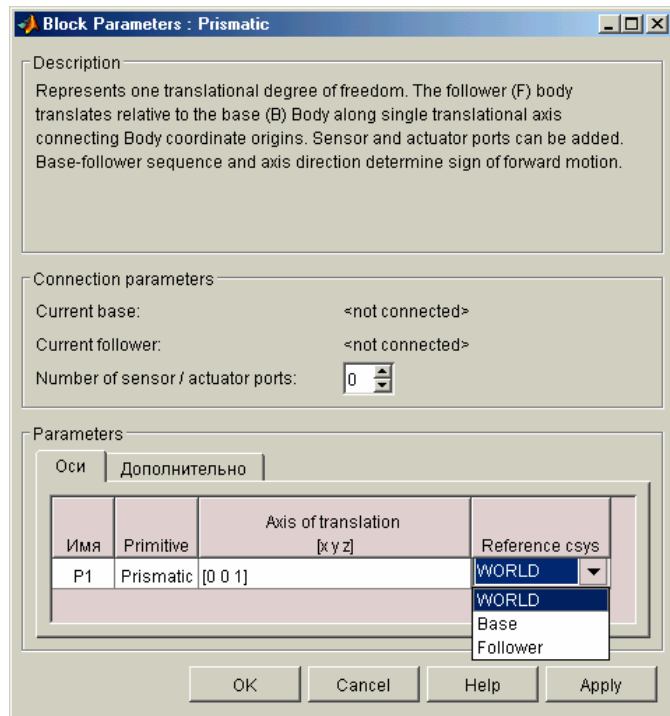 Block Parameters : Prismatic
Description
Represents one translational degree of freedom. The follower (F) body
translates relative to the base (B) Body along single translational axis
connecting Body coordinate origins. Sensor and actuator ports can be added.
Base-follower sequence and axis direction determine sign of forward motion.
Connection parameters
Current base: <not connected>
Current follower: <not connected>
Number of sensor / actuator ports: 0
Parameters
Оси Дополнительно
Axis of translation
Имя Primitive [x y z] Reference csys
P1 Prismatic [0 0 1] WORLD
WORLD
Base
Follower
OK Cancel Help Apply